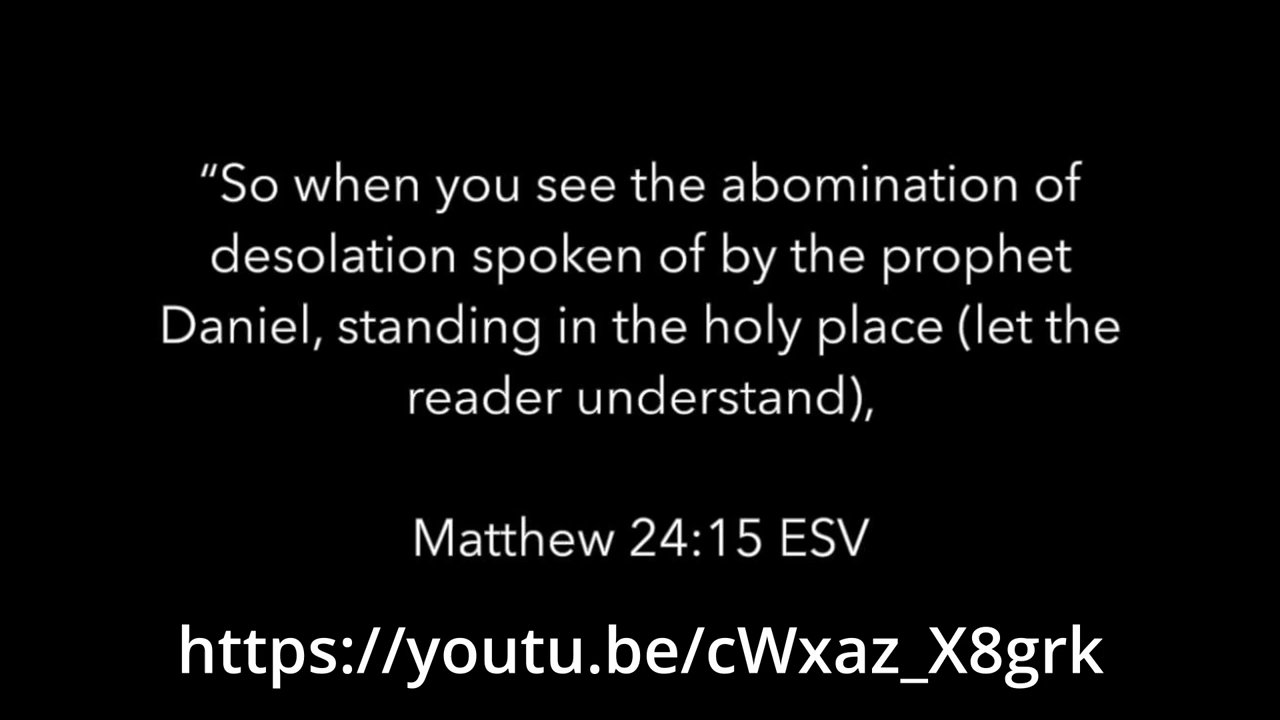 “So when you see the abomination of
desolation spoken of by the prophet
Daniel, standing in the holy place (let the
reader understand),
Matthew 24:15 ESV
https://youtu.be/cWxaz_X8grk